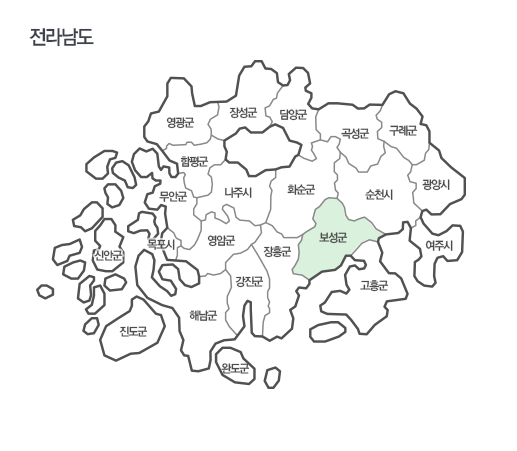 전라남도
장성군
담양군
영광군
곡성군
구례군
함평군
나주시
화순군
순천시
광양시
무안군
보성군
영암군
목포시
여주시
장흥군
신안군
강진군
고흥군
해남군
진도군
완도군